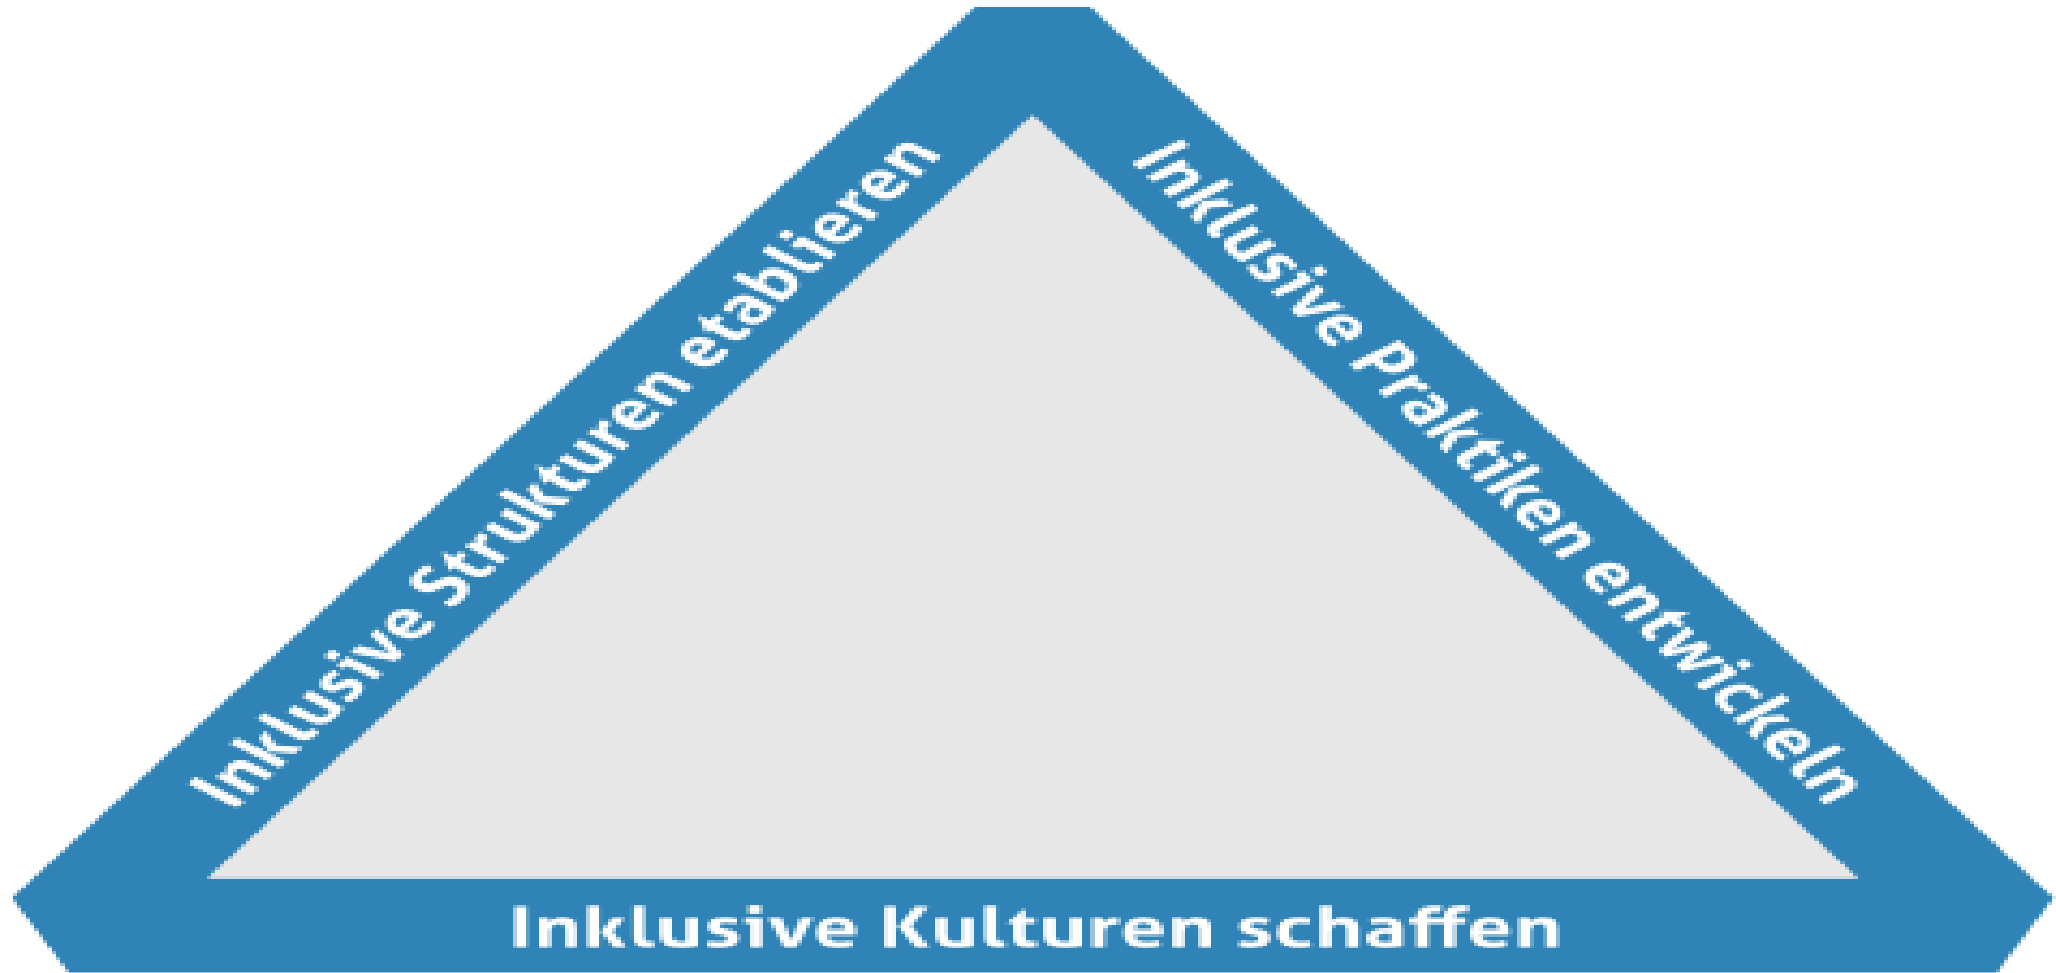 Inklusive Strukturen etablieren
Inklusive Praktiken entwickeln
Inklusive Kulturen schaffen